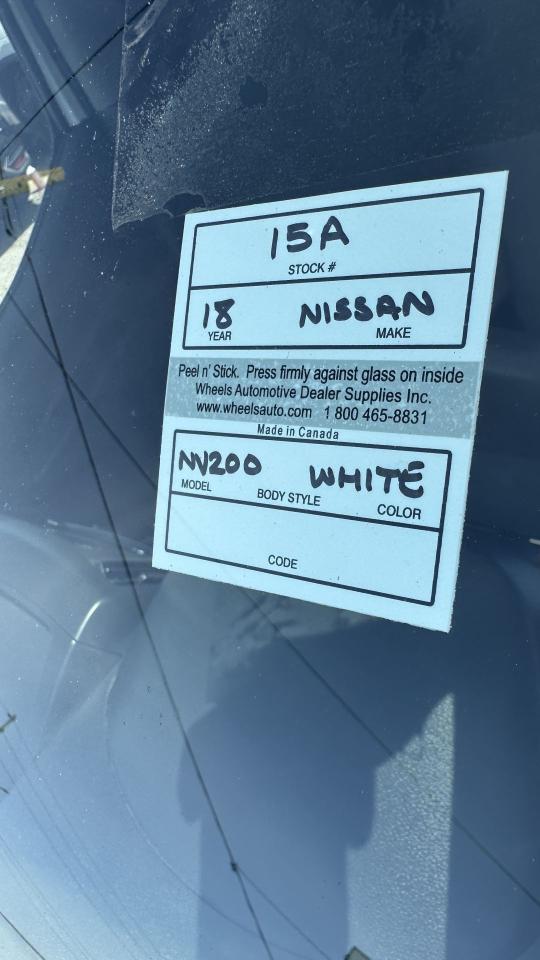 15A
STOCK #
18 NISSAN
YEAR MAKE
Peel n' Stick. Press firmly against glass on inside
Wheels Automotive Dealer Supplies Inc.
www.wheelsauto.com 1 800 465-8831
Made in Canada
NV200 WHITE
MODEL BODY STYLE COLOR
CODE